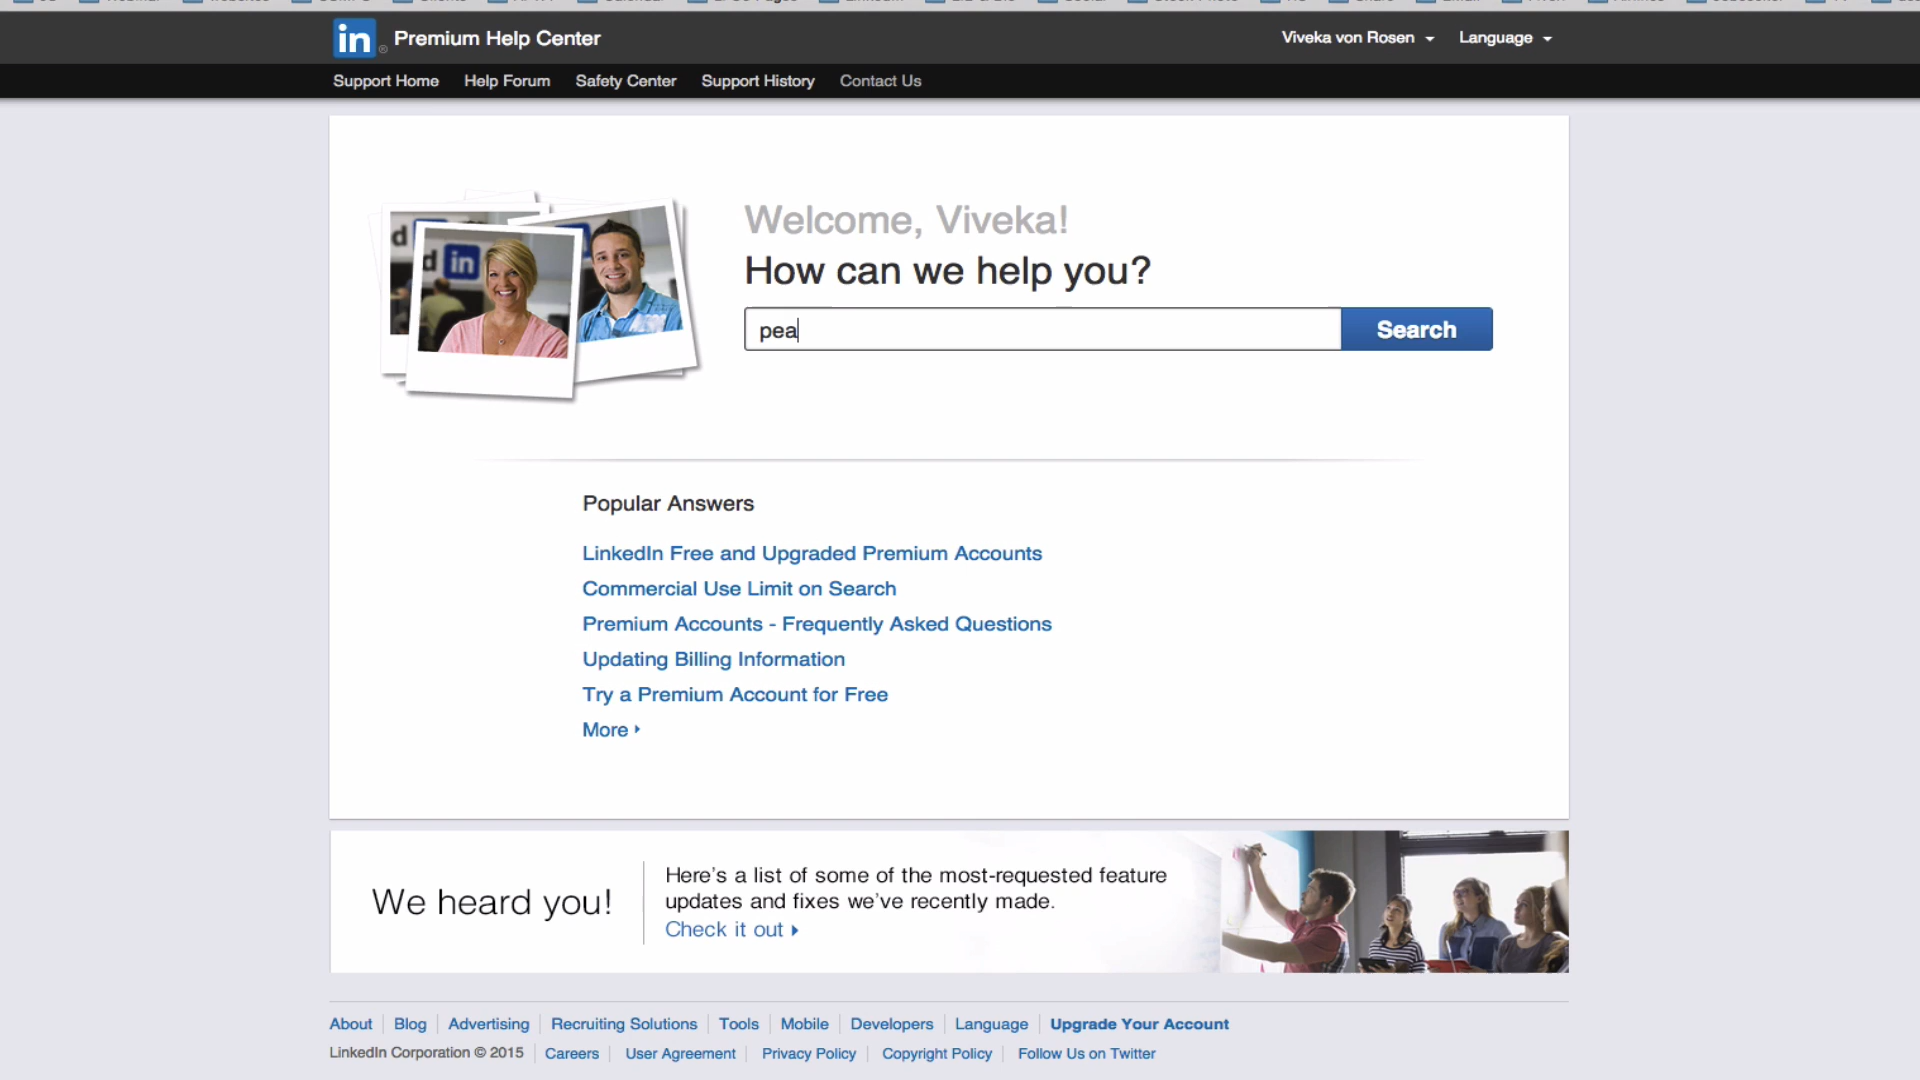 in® Premium Help Center
Viveka von Rosen
Language
Support Home
Help Forum
Safety Center
Support History
Contact Us
d
d in
Welcome, Viveka!
How can we help you?
pea
Search
Popular Answers
LinkedIn Free and Upgraded Premium Accounts
Commercial Use Limit on Search
Premium Accounts - Frequently Asked Questions
Updating Billing Information
Try a Premium Account for Free
More
We heard you!
Here's a list of some of the most-requested feature
updates and fixes we've recently made.
Check it out
About
Blog
Advertising
Recruiting Solutions
Tools
Mobile
Developers
Language
Upgrade Your Account
LinkedIn Corporation © 2015
Careers
User Agreement
Privacy Policy
Copyright Policy
Follow Us on Twitter